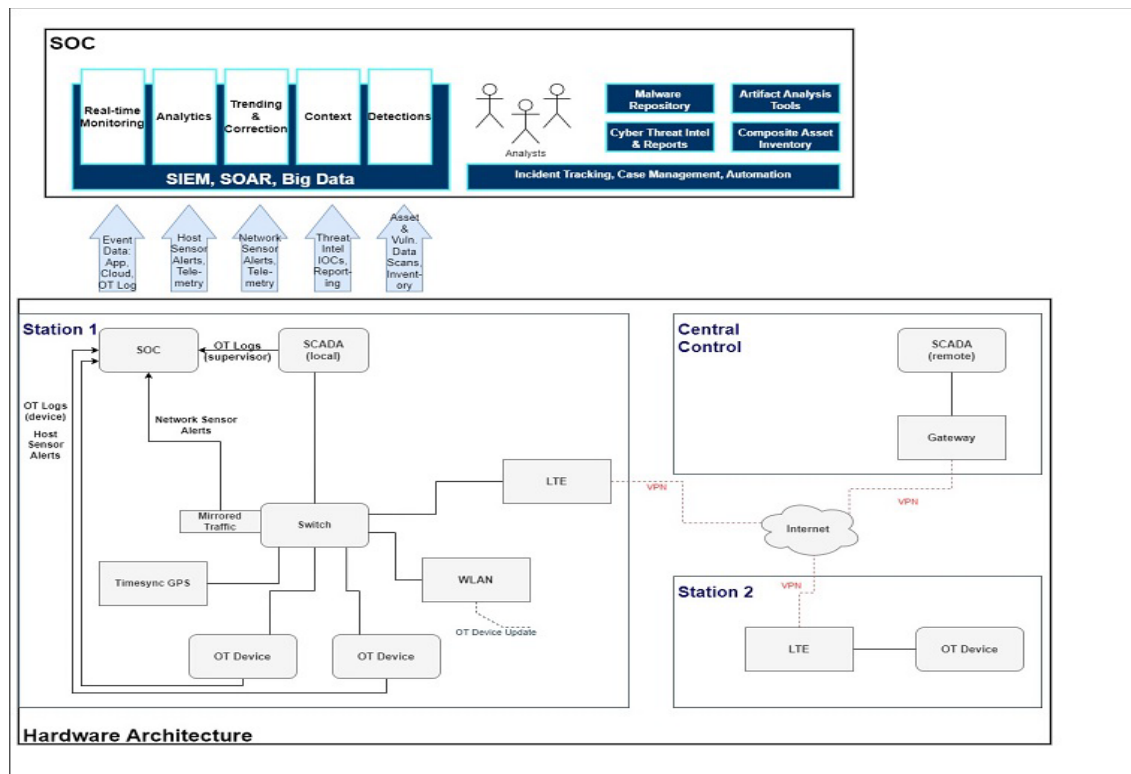 SOC
Real-time
Monitoring
Analytics
Trending
&
Correction
Context
Detections
SIEM, SOAR, Big Data
Analysts
Malware
Repository
Artifact Analysis
Tools
Cyber Threat Intel
& Reports
Composite Asset
Inventory
Incident Tracking, Case Management, Automation
Event
Data:
App,
Cloud,
OT Log
Host
Sensor
Alerts,
Tele-
metry
Network
Sensor
Alerts,
Tele-
metry
Threat
Intel
IOCs,
Report-
ing
Asset
&
Vuln.
Data
Scans,
Invent-
ory
Station 1
SOC
OT Logs
(supervisor)
SCADA
(local)
OT Logs
(device)
Host
Sensor
Alerts
Network Sensor
Alerts
LTE
Mirrored
Traffic
Switch
Timesync GPS
WLAN
OT Device Update
OT Device
OT Device
Central
Control
SCADA
(remote)
Gateway
VPN
VPN
Internet
VPN
Station 2
LTE
OT Device
Hardware Architecture